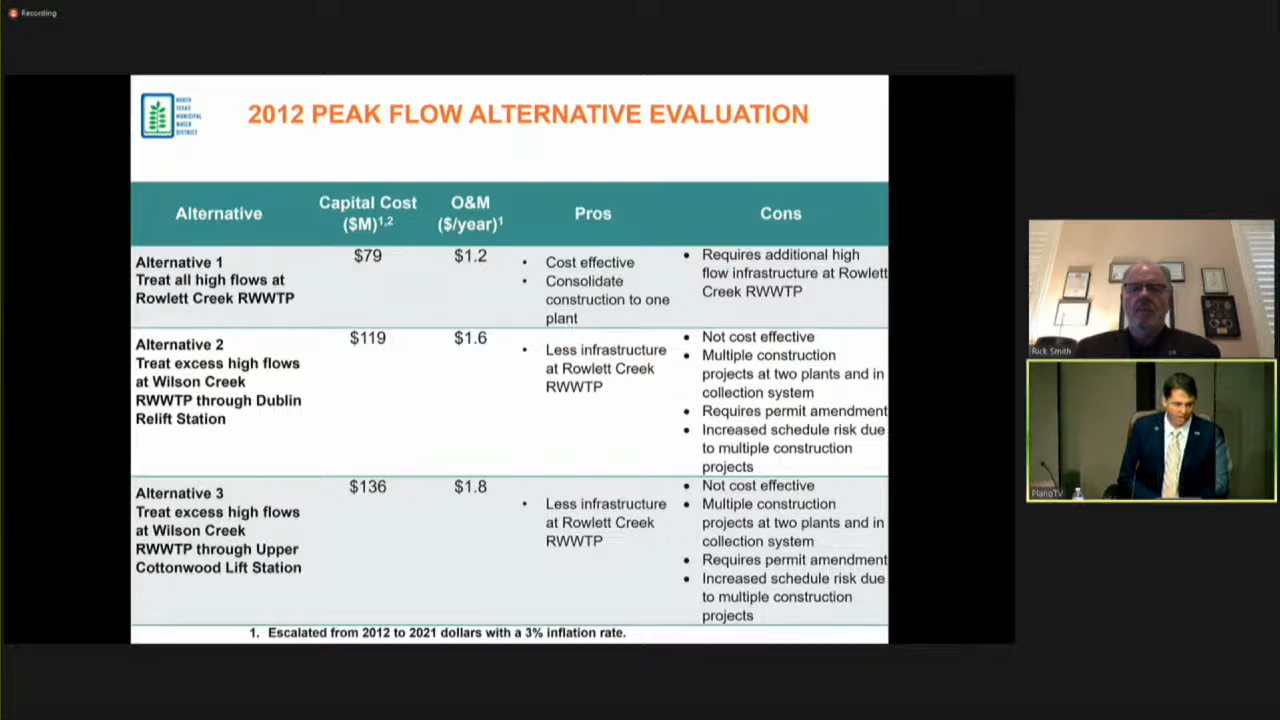 Recording
NORTH
TEXAS
MUNICIPAL
WATER
DISTRICT
2012 PEAK FLOW ALTERNATIVE EVALUATION
Alternative
Capital Cost
($M)1,2
O&M
($/year)1
Pros
Cons
Alternative 1
Treat all high flows at
Rowlett Creek RWWTP
$79
$1.2
• Cost effective
• Consolidate
construction to one
plant
• Requires additional high
flow infrastructure at Rowlett
Creek RWWTP
Alternative 2
Treat excess high flows
at Wilson Creek
RWWTP through Dublin
Relift Station
$119
$1.6
• Less infrastructure
at Rowlett Creek
RWWTP
• Not cost effective
• Multiple construction
projects at two plants and in
collection system
• Requires permit amendment
• Increased schedule risk due
to multiple construction
projects
Alternative 3
Treat excess high flows
at Wilson Creek
RWWTP through Upper
Cottonwood Lift Station
$136
$1.8
• Less infrastructure
at Rowlett Creek
RWWTP
• Not cost effective
• Multiple construction
projects at two plants and in
collection system
• Requires permit amendment
• Increased schedule risk due
to multiple construction
projects
1. Escalated from 2012 to 2021 dollars with a 3% inflation rate.
Rick Smith
PlanoTV